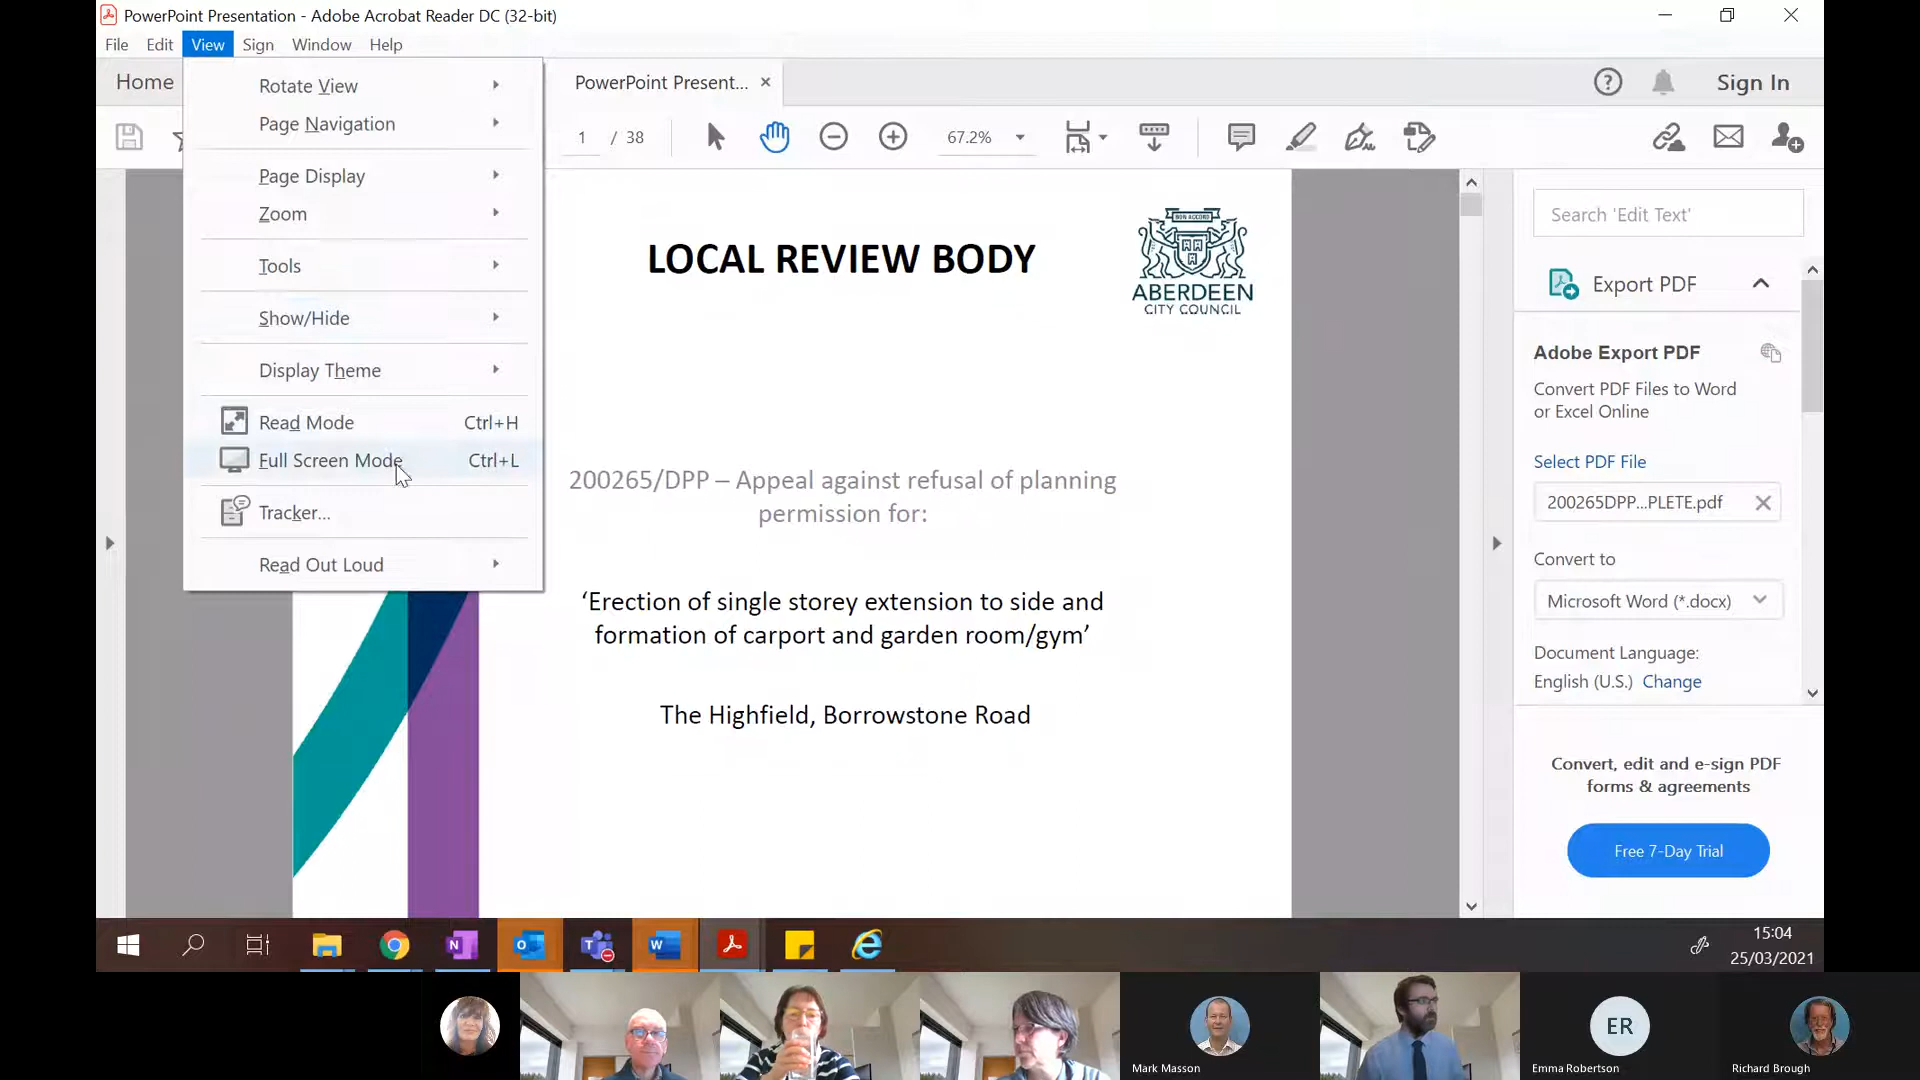 PowerPoint Presentation - Adobe Acrobat Reader DC (32-bit)
File Edit View Sign Window Help
Home
PowerPoint Present...
Sign In
1 / 38
67.2%
Rotate View
Page Navigation
Page Display
Zoom
Tools
Show/Hide
Display Theme
Read Mode Ctrl+H
Full Screen Mode Ctrl+L
Tracker...
Read Out Loud
LOCAL REVIEW BODY
BON ACCORD
ABERDEEN
CITY COUNCIL
200265/DPP – Appeal against refusal of planning
permission for:
‘Erection of single storey extension to side and
formation of carport and garden room/gym’
The Highfield, Borrowstone Road
Search 'Edit Text'
Export PDF
Adobe Export PDF
Convert PDF Files to Word
or Excel Online
Select PDF File
200265DPP...PLETE.pdf
Convert to
Microsoft Word (*.docx)
Document Language:
English (U.S.) Change
Convert, edit and e-sign PDF
forms & agreements
Free 7-Day Trial
15:04
25/03/2021
Mark Masson
ER
Emma Robertson
Richard Brough